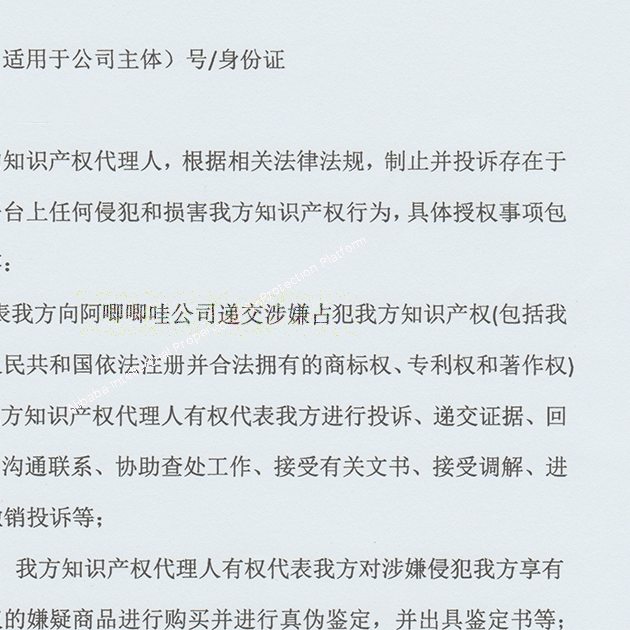 适用于公司主体）号/身份证
知识产权代理人，根据相关法律法规，制止并投诉存在于
台上任何侵犯和损害我方知识产权行为，具体授权事项包
：
表我方向阿唧唧哇公司递交涉嫌占犯我方知识产权(包括我
民共和国依法注册并合法拥有的商标权、专利权和著作权)
方知识产权代理人有权代表我方进行投诉、递交证据、回
沟通联系、协助查处工作、接受有关文书、接受调解、进
撤销投诉等；
我方知识产权代理人有权代表我方对涉嫌侵犯我方享有
的嫌疑商品进行购买并进行真伪鉴定，并出具鉴定书等；
Alibaba Intellectual Property Protection Platform